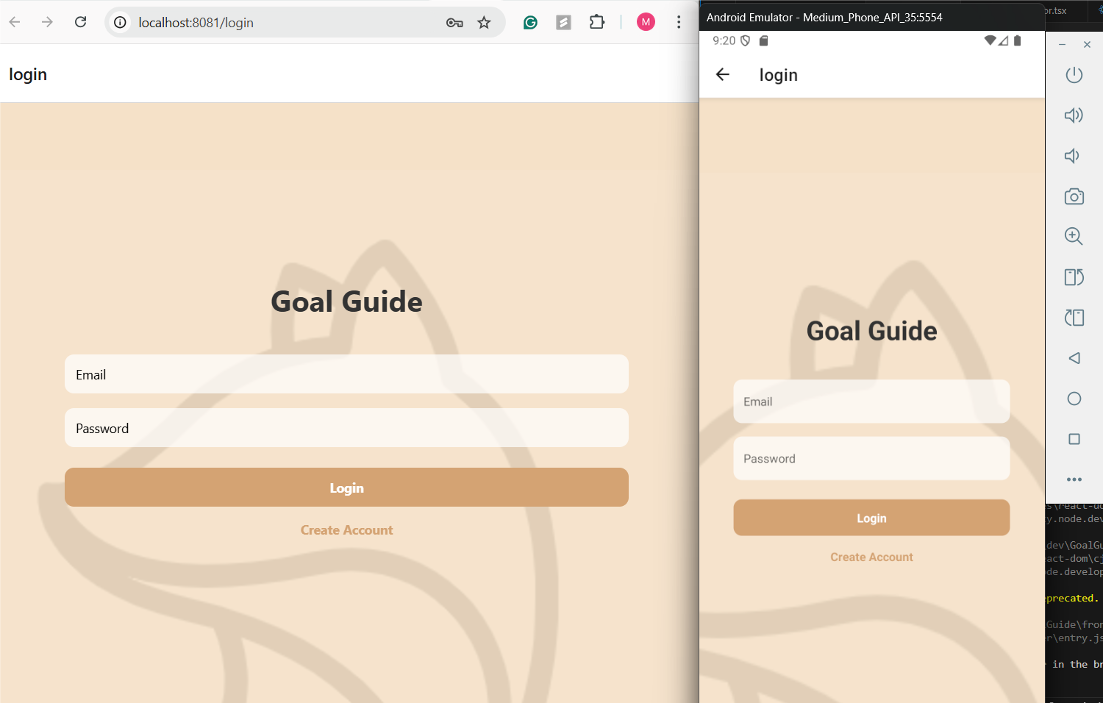 localhost:8081/login
M
login
Goal Guide
Email
Password
Login
Create Account
Android Emulator - Medium_Phone_API_35:5554
9:20
login
Goal Guide
Email
Password
Login
Create Account
or.tsx
s\react-do
y.node.dev
dev\GoalGu
act-dom\cj
de.develop
eprecated.
Guide\fron
r\entry.js
in the br